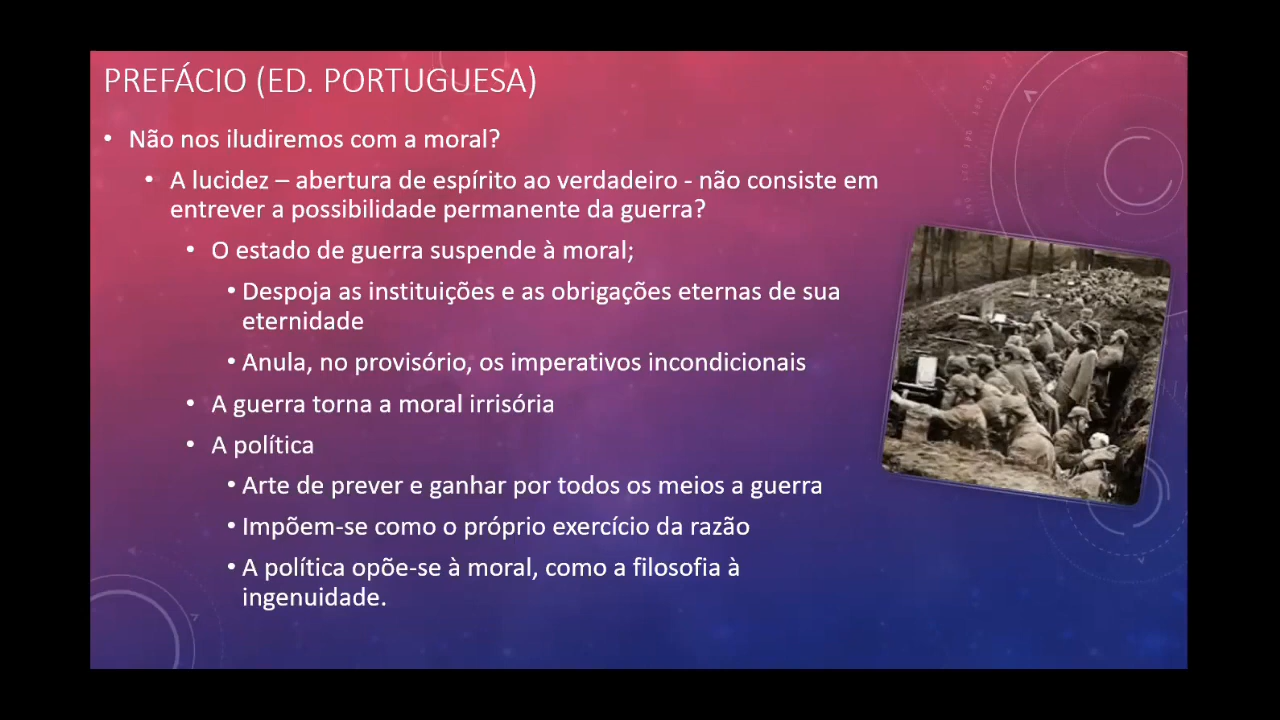 PREFÁCIO (ED. PORTUGUESA)
• Não nos iludiremos com a moral?
• A lucidez – abertura de espírito ao verdadeiro - não consiste em
entrever a possibilidade permanente da guerra?
• O estado de guerra suspende à moral;
• Despoja as instituições e as obrigações eternas de sua
eternidade
• Anula, no provisório, os imperativos incondicionais
• A guerra torna a moral irrisória
• A política
• Arte de prever e ganhar por todos os meios a guerra
• Impõem-se como o próprio exercício da razão
• A política opõe-se à moral, como a filosofia à
ingenuidade.